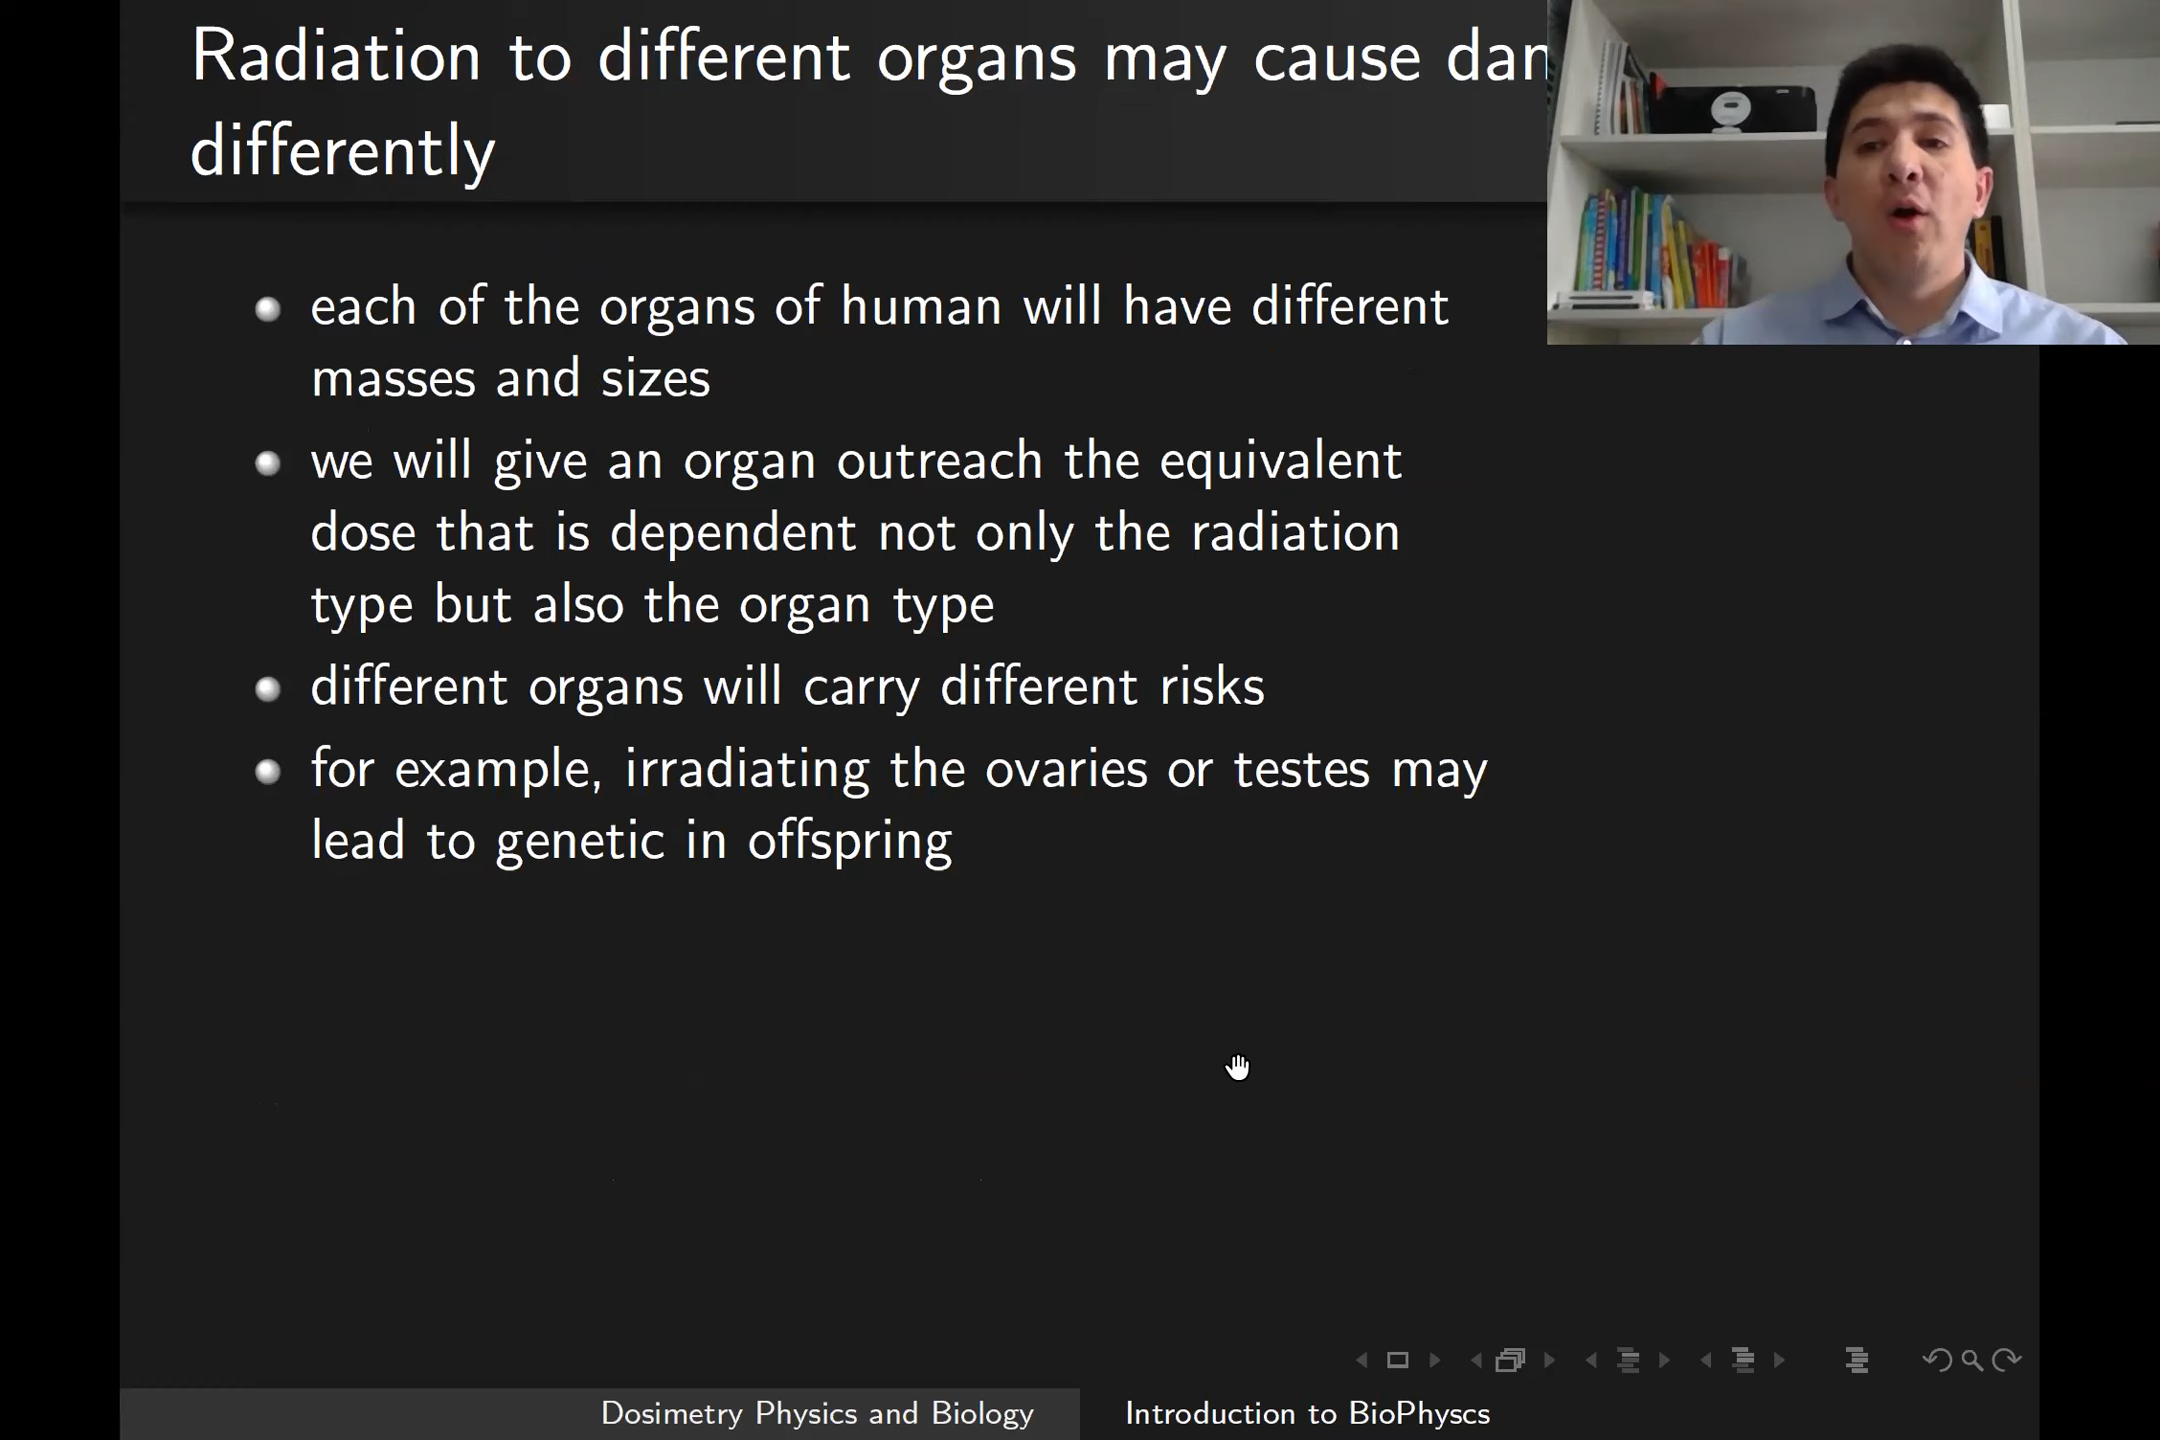 Radiation to different organs may cause
differently
each of the organs of human will have different
masses and sizes
we will give an organ outreach the equivalent
dose that is dependent not only the radiation
type but also the organ type
different organs will carry different risks
for example, irradiating the ovaries or testes may
lead to genetic in offspring
Dosimetry Physics and Biology
Introduction to BioPhyscs